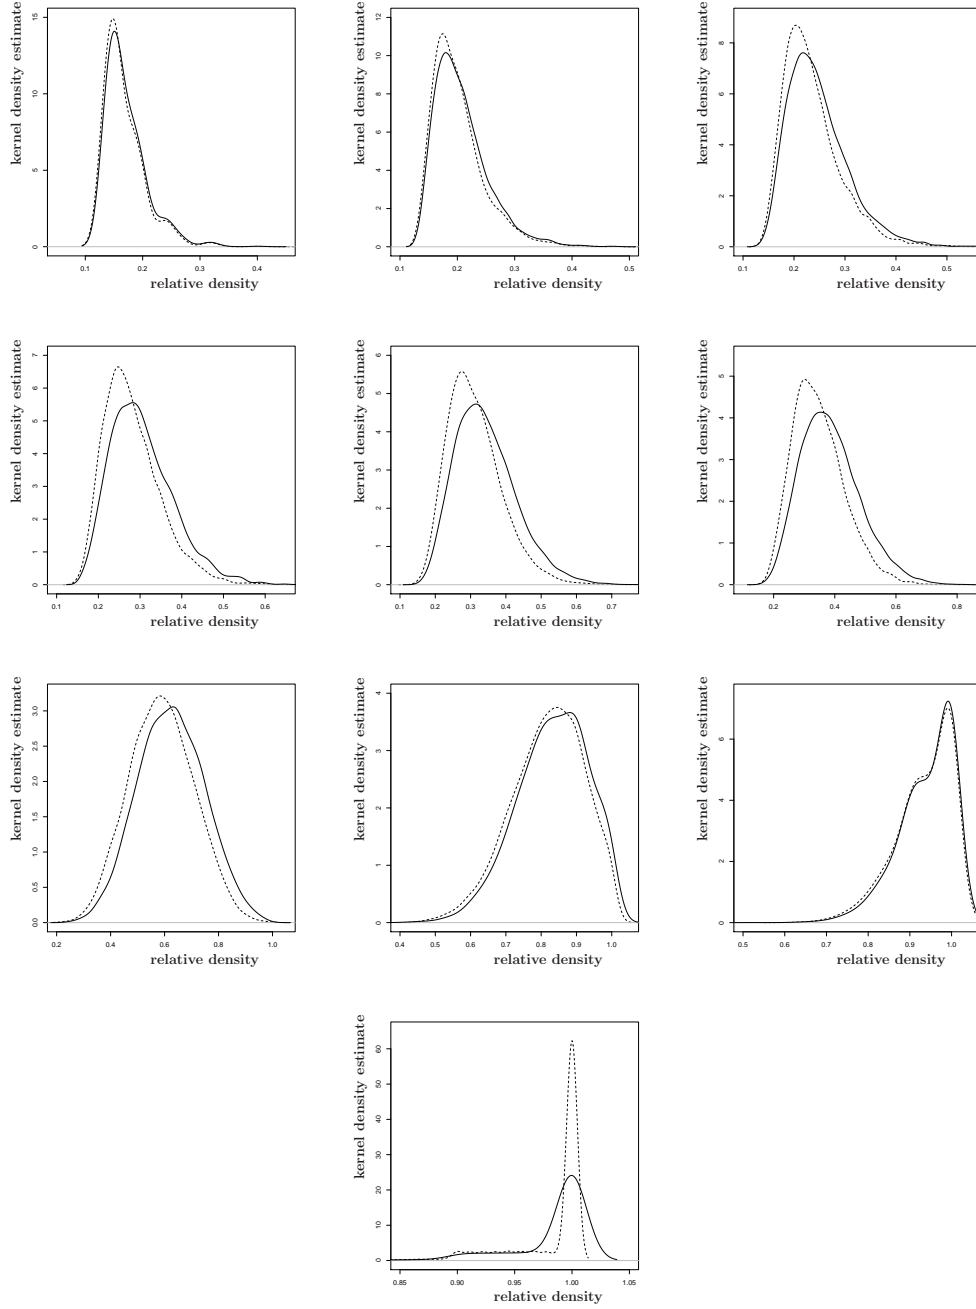 kernel density estimate
15
10
5
0
0.1 0.2 0.3 0.4
relative density
kernel density estimate
12
10
8
6
4
2
0
0.1 0.2 0.3 0.4 0.5
relative density
kernel density estimate
8
6
4
2
0
0.1 0.2 0.3 0.4 0.5
relative density
kernel density estimate
7
6
5
4
3
2
1
0
0.1 0.2 0.3 0.4 0.5 0.6
relative density
kernel density estimate
6
5
4
3
2
1
0
0.1 0.2 0.3 0.4 0.5 0.6 0.7
relative density
kernel density estimate
5
4
3
2
1
0
0.2 0.4 0.6 0.8
relative density
kernel density estimate
3.0
2.5
2.0
1.5
1.0
0.5
0.0
0.2 0.4 0.6 0.8 1.0
relative density
kernel density estimate
4
3
2
1
0
0.4 0.5 0.6 0.7 0.8 0.9 1.0
relative density
kernel density estimate
6
4
2
0
0.5 0.6 0.7 0.8 0.9 1.0
relative density
kernel density estimate
60
50
40
30
20
10
0
0.85 0.90 0.95 1.00 1.05
relative density